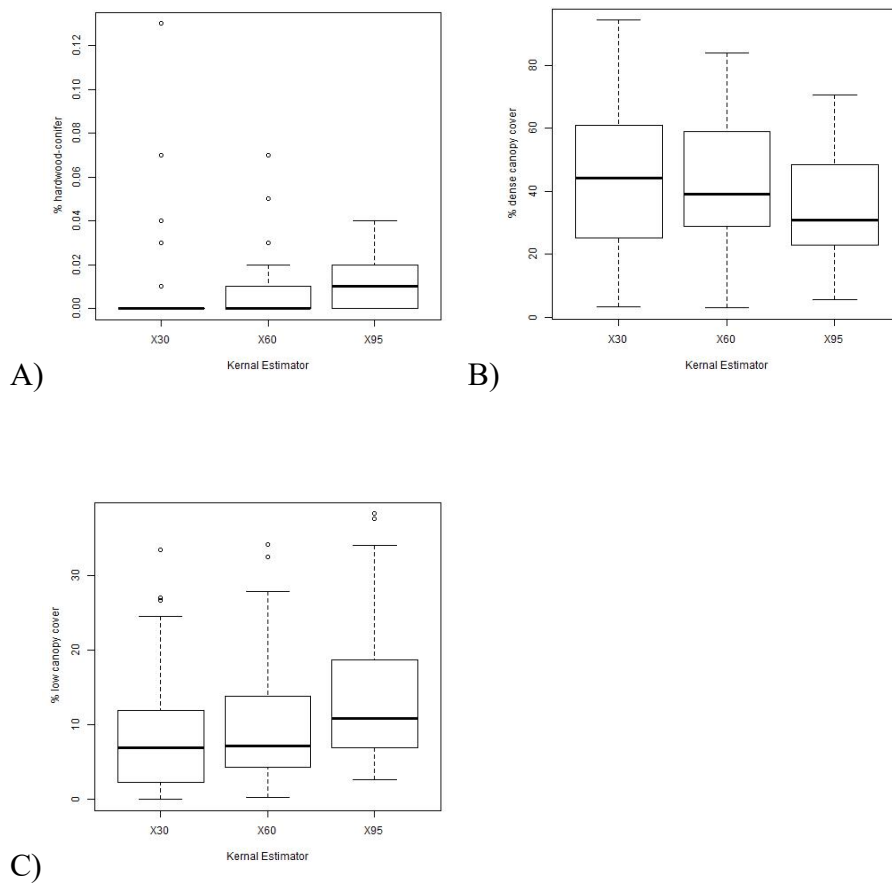 0.12
0.10
0.08
0.06
0.04
0.02
0.00
% hardwood-conifer
X30 X60 X95
Kernal Estimator
A)
80
60
40
20
0
% dense canopy cover
X30 X60 X95
Kernal Estimator
B)
30
20
10
0
% low canopy cover
X30 X60 X95
Kernal Estimator
C)